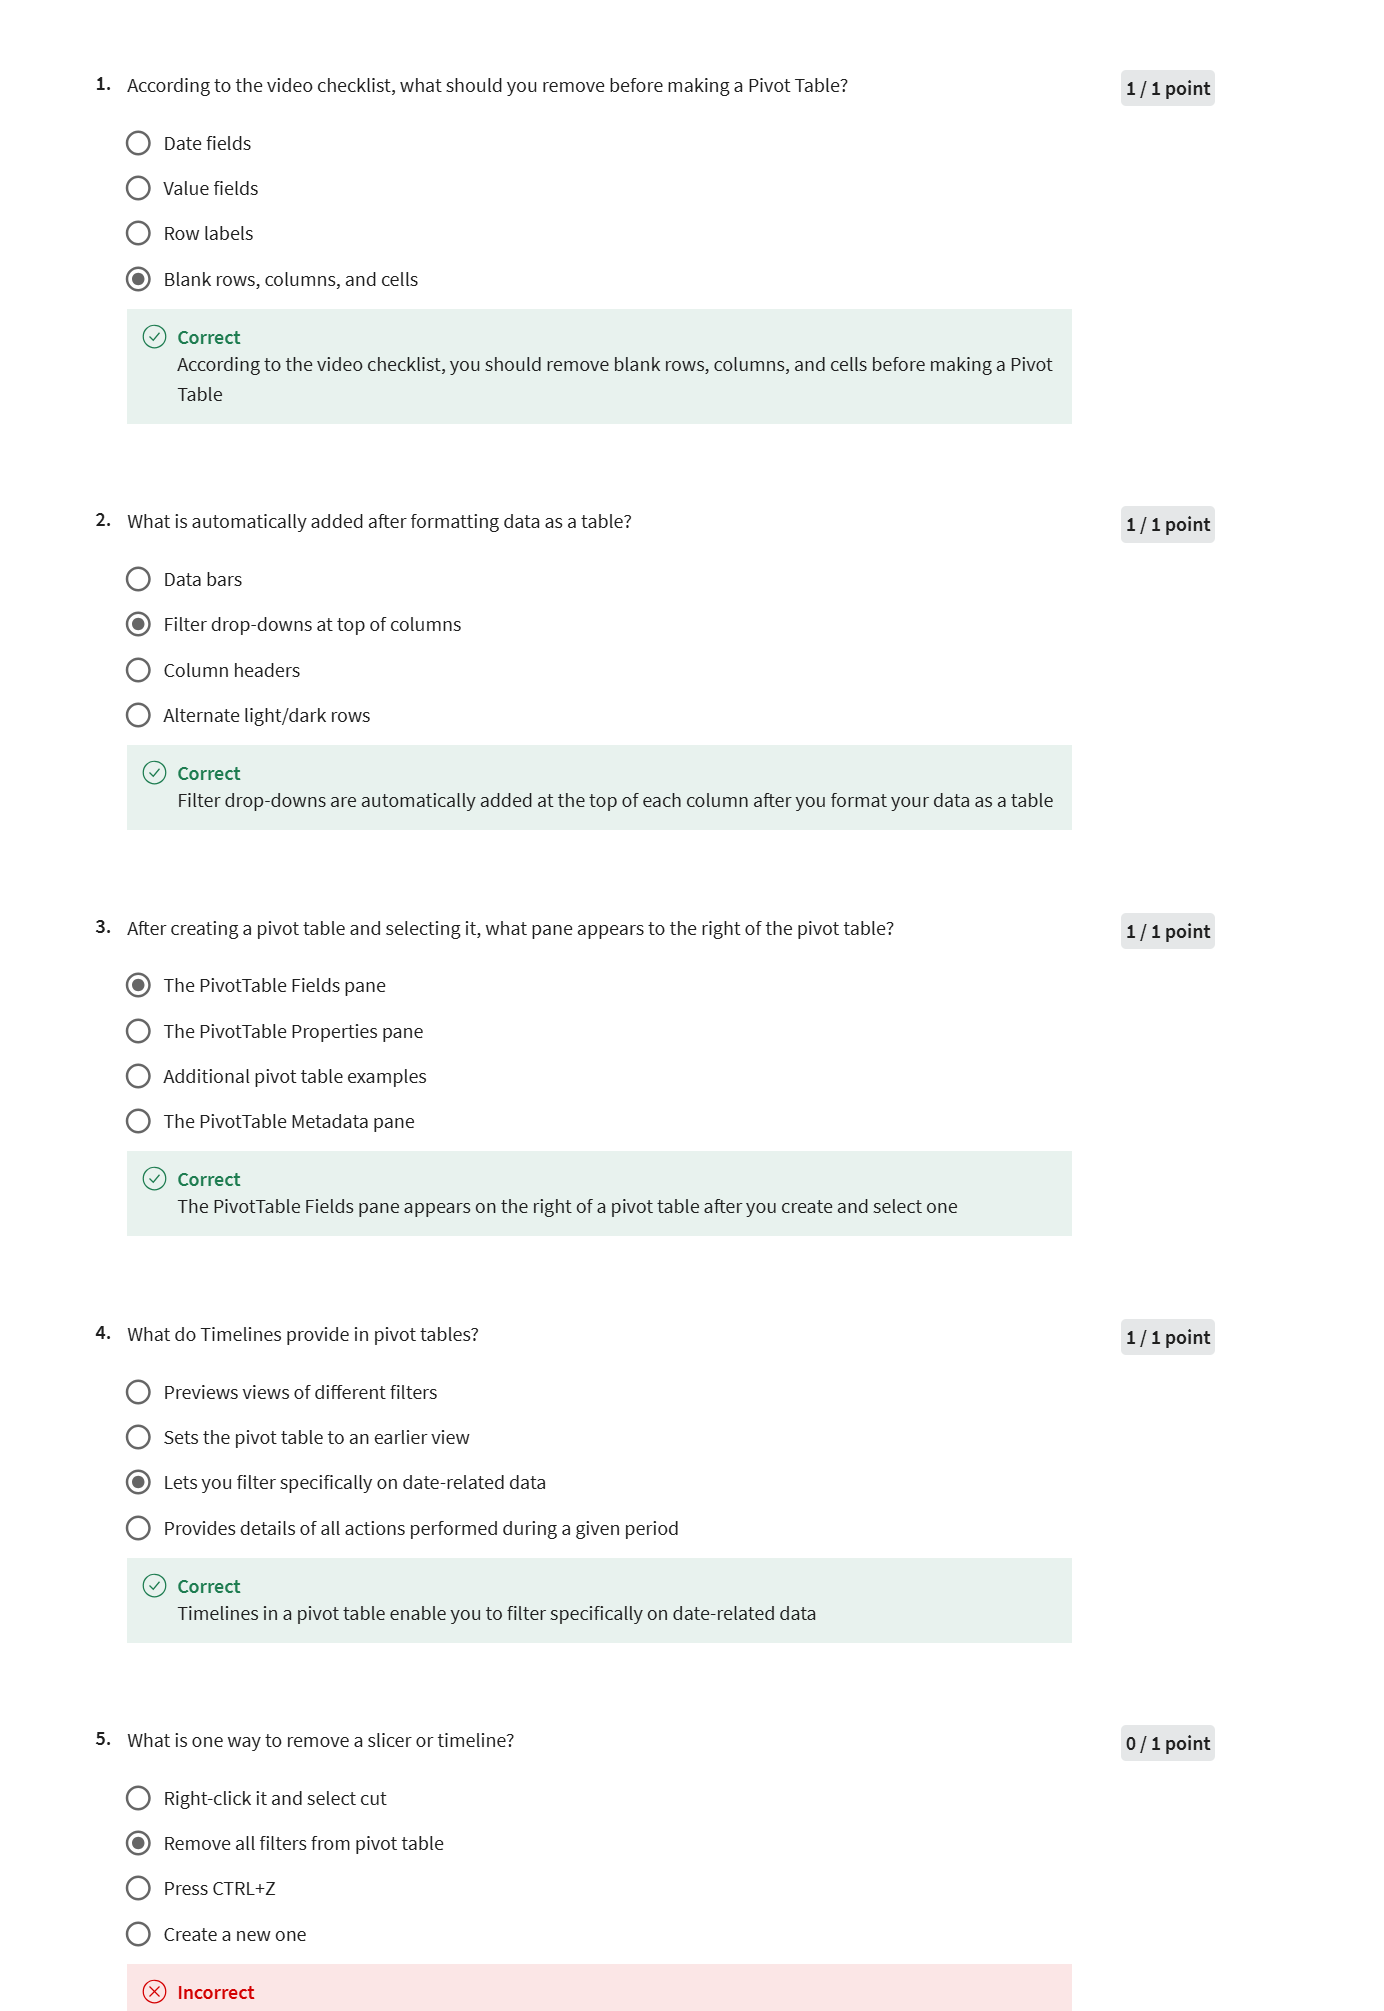 1. According to the video checklist, what should you remove before making a Pivot Table?
1 / 1 point
Date fields
Value fields
Row labels
Blank rows, columns, and cells
Correct
According to the video checklist, you should remove blank rows, columns, and cells before making a Pivot
Table
2. What is automatically added after formatting data as a table?
1 / 1 point
Data bars
Filter drop-downs at top of columns
Column headers
Alternate light/dark rows
Correct
Filter drop-downs are automatically added at the top of each column after you format your data as a table
3. After creating a pivot table and selecting it, what pane appears to the right of the pivot table?
1 / 1 point
The PivotTable Fields pane
The PivotTable Properties pane
Additional pivot table examples
The PivotTable Metadata pane
Correct
The PivotTable Fields pane appears on the right of a pivot table after you create and select one
4. What do Timelines provide in pivot tables?
1 / 1 point
Previews views of different filters
Sets the pivot table to an earlier view
Lets you filter specifically on date-related data
Provides details of all actions performed during a given period
Correct
Timelines in a pivot table enable you to filter specifically on date-related data
5. What is one way to remove a slicer or timeline?
0 / 1 point
Right-click it and select cut
Remove all filters from pivot table
Press CTRL+Z
Create a new one
Incorrect